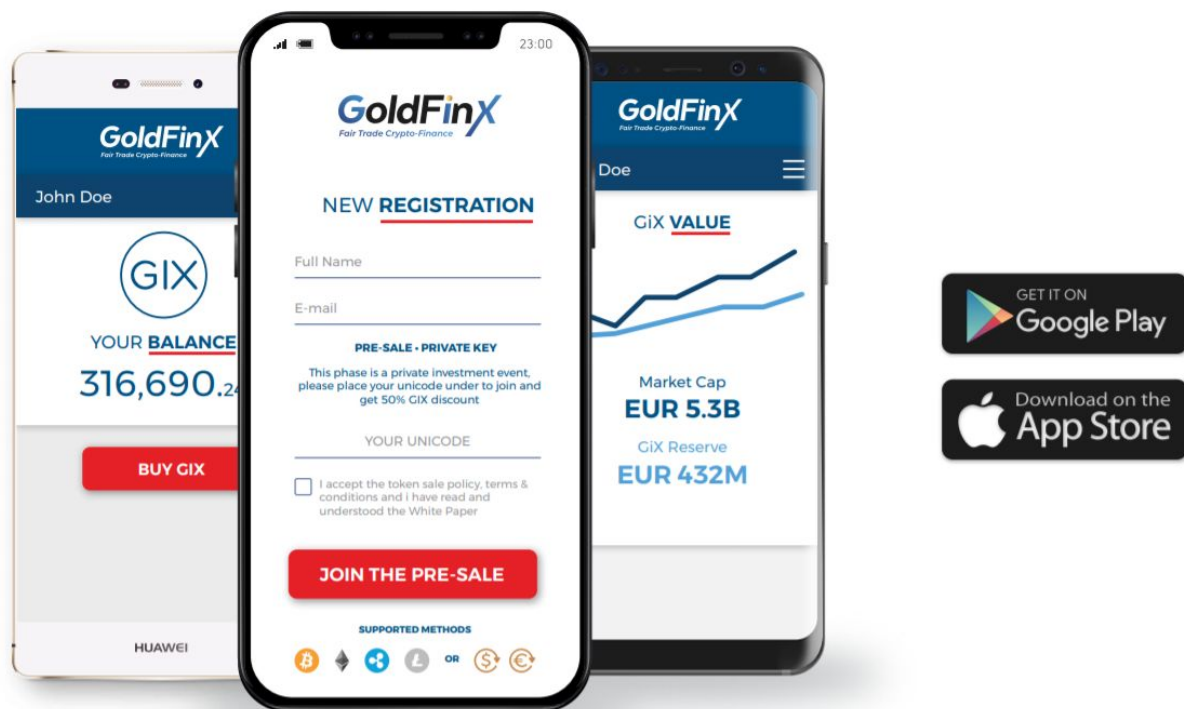 GoldFinX
Fair Trade Crypto-Finance
John Doe
GIX
YOUR BALANCE
316,690.24
BUY GIX
HUAWEI
23:00
GoldFinX
Fair Trade Crypto-Finance
NEW REGISTRATION
Full Name
E-mail
PRE-SALE • PRIVATE KEY
This phase is a private investment event,
please place your unicode under to join and
get 50% GIX discount
YOUR UNICODE
I accept the token sale policy, terms &
conditions and i have read and
understood the White Paper
JOIN THE PRE-SALE
SUPPORTED METHODS
OR
GoldFinX
Fair Trade Crypto-Finance
Doe
GiX VALUE
Market Cap
EUR 5.3B
GiX Reserve
EUR 432M
GET IT ON
Google Play
Download on the
App Store